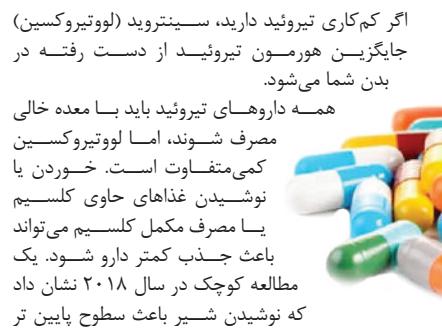 اگر کم‌کاری تیروئید دارید، سینتروید (لووتیروکسین)
جایگزین هورمون تیروئید از دست رفته در
بدن شما می‌شود.
همه داروهای تیروئید باید با معده خالی
مصرف شوند، اما لووتیروکسین
کمی‌متفاوت است. خوردن یا
نوشیدن غذاهای حاوی کلسیم
یا مصرف مکمل کلسیم می‌تواند
باعث جذب کمتر دارو شود. یک
مطالعه کوچک در سال ۲۰۱۸ نشان داد
که نوشیدن شیر باعث سطوح پایین تر